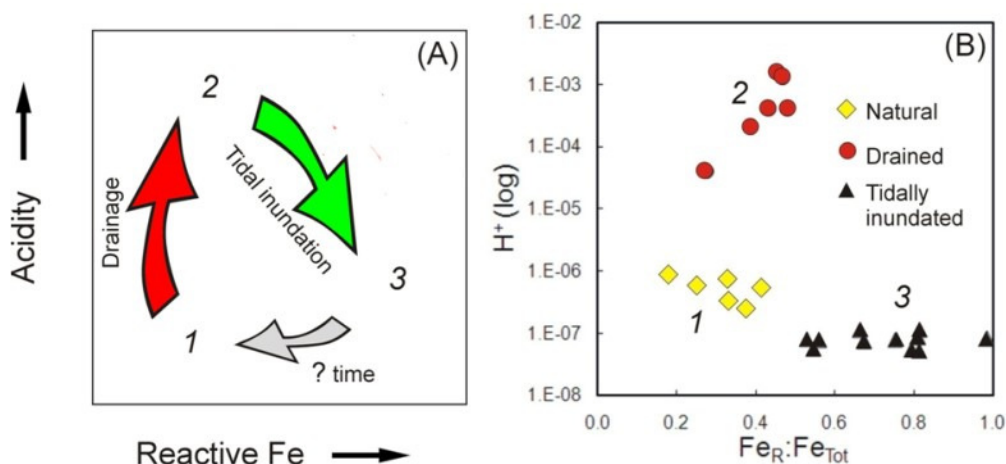 (A)
Acidity
Reactive Fe
1
2
3
Drainage
Tidal inundation
? time
(B)
H⁺ (log)
1.E-02
1.E-03
1.E-04
1.E-05
1.E-06
1.E-07
1.E-08
2
1
3
Natural
Drained
Tidally
inundated
0.0 0.2 0.4 0.6 0.8 1.0
Fe_R:Fe_Tot